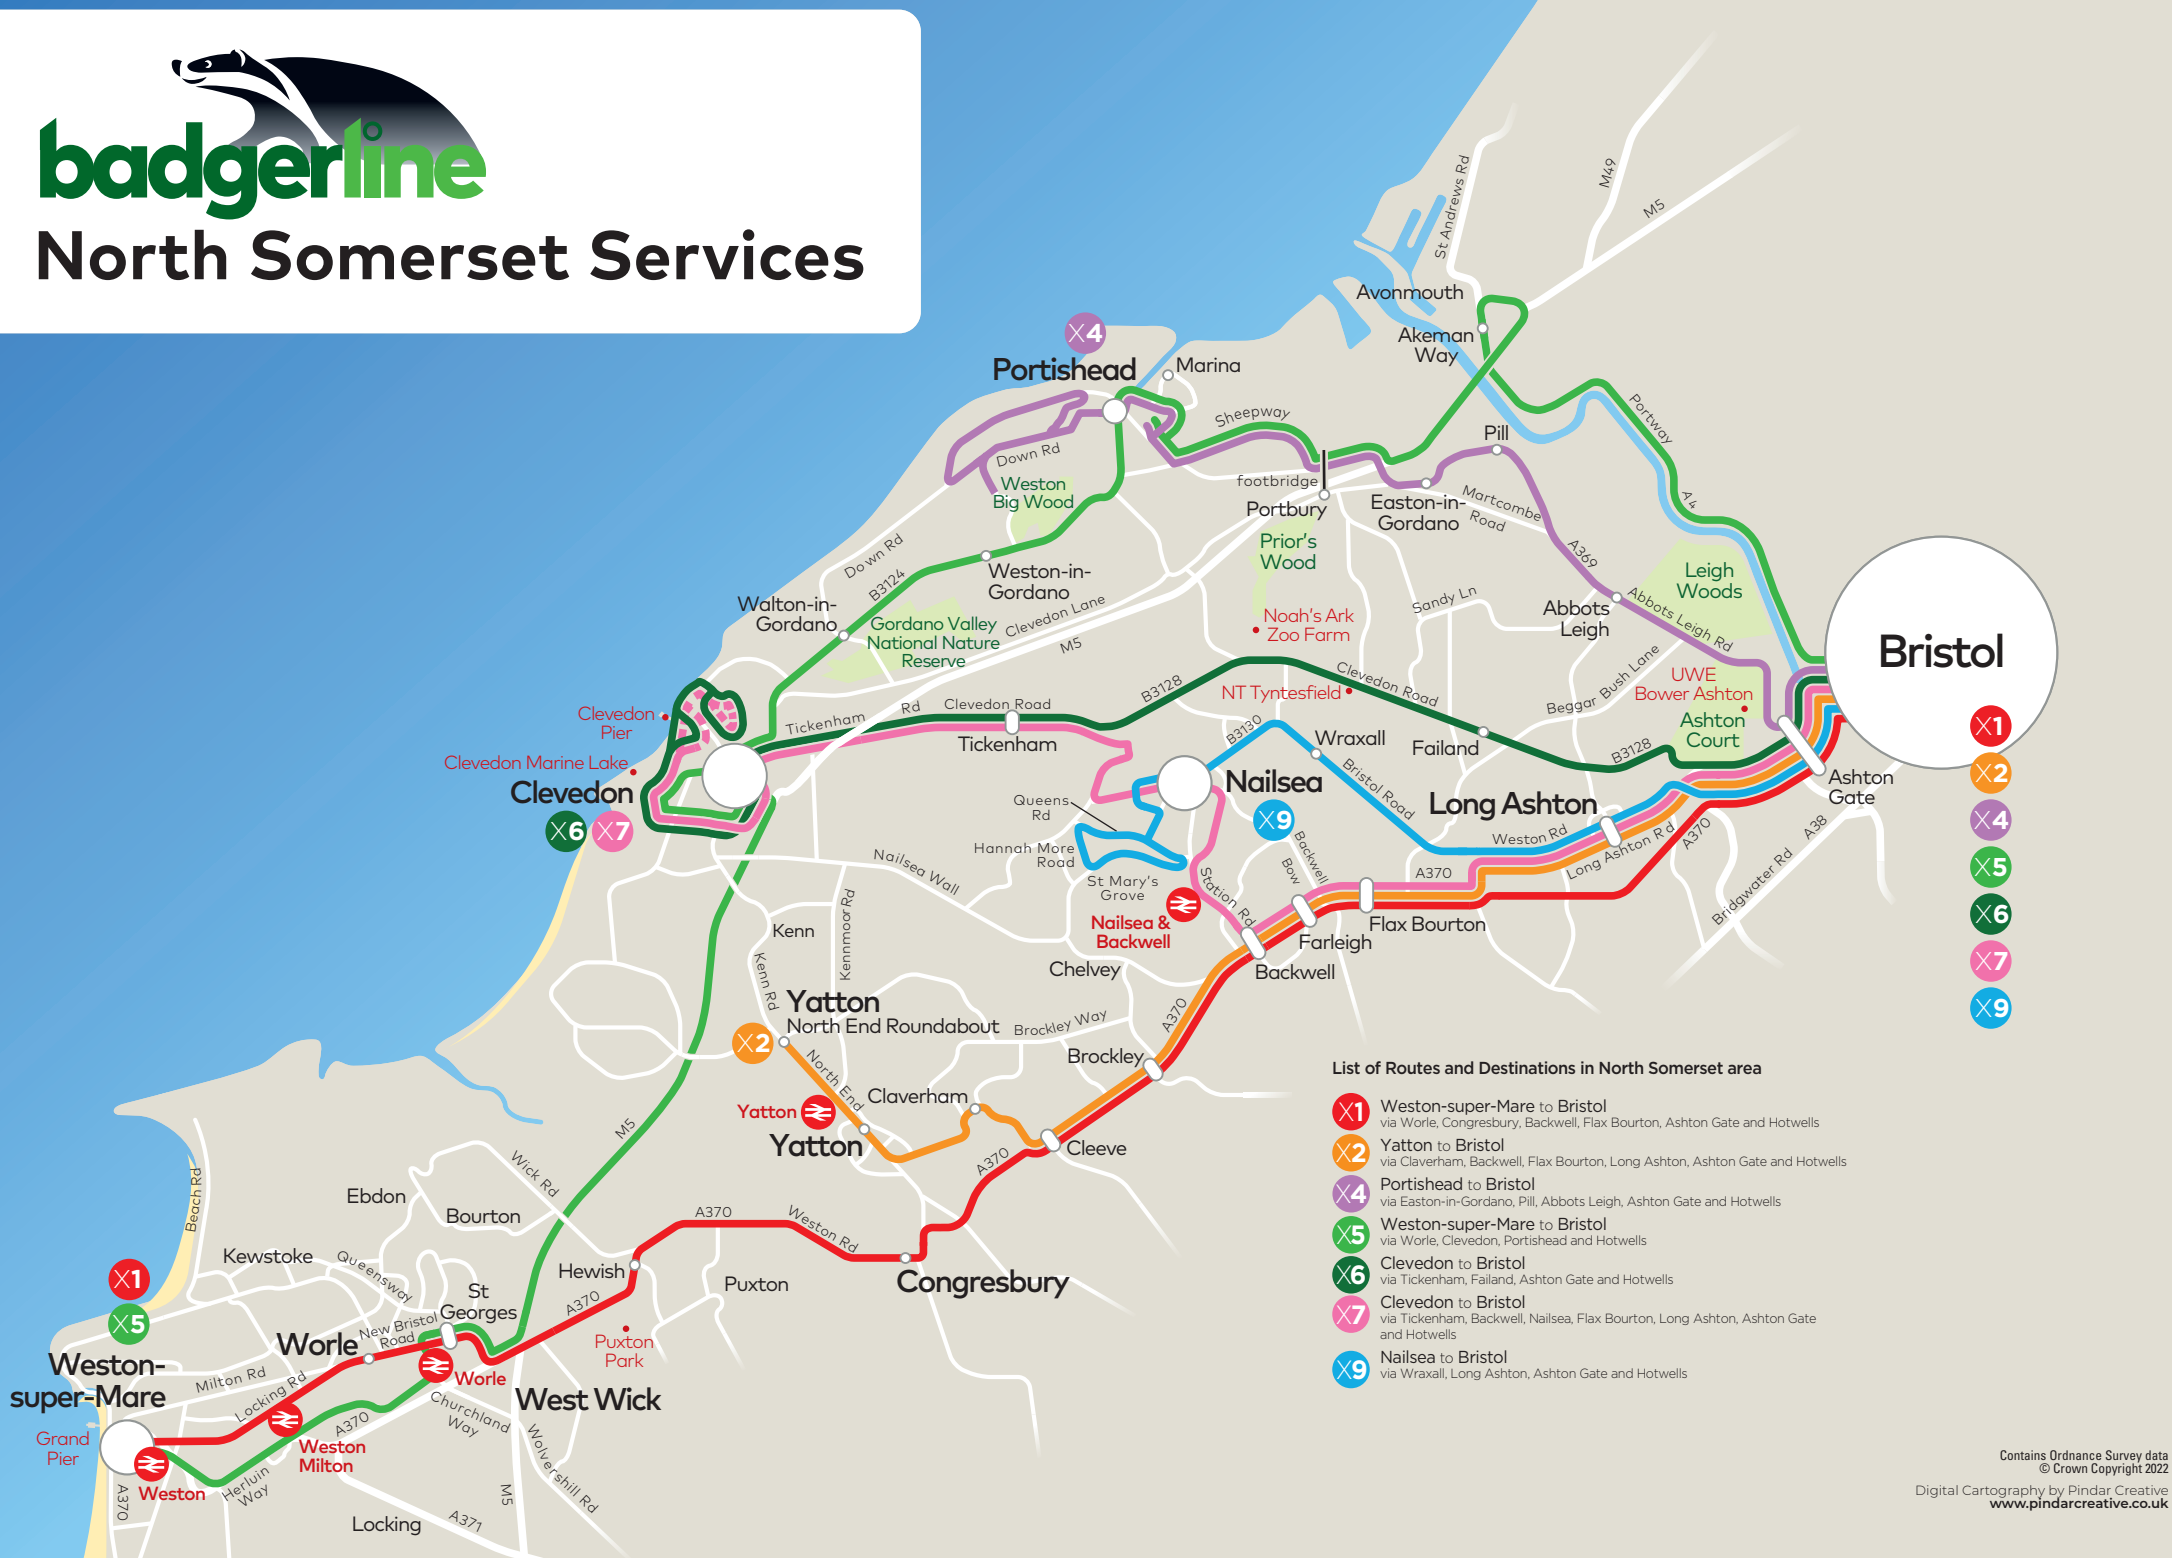 badgerline
North Somerset Services
M49
M5
St Andrews Rd
Avonmouth
Akeman
Way
X4
Portishead
Marina
Sheepway
Portway
A4
Pill
Down Rd
Weston
Big Wood
footbridge
Portbury
Easton-in-
Gordano
Martcombe
Road
A369
Prior's
Wood
Leigh
Woods
Down Rd
B3124
Weston-in-
Gordano
Walton-in-
Gordano
Gordano Valley
National Nature
Reserve
Clevedon Lane
M5
Noah's Ark
Zoo Farm
Sandy Ln
Abbots
Leigh
Abbots Leigh Rd
Beggar Bush Lane
UWE
Bower Ashton
Ashton
Court
Bristol
Clevedon
Pier
Clevedon Marine Lake
Clevedon
X6
X7
Tickenham Rd
Clevedon Road
Tickenham
B3128
NT Tyntesfield
Clevedon Road
B3130
Wraxall
Failand
B3128
Bristol Road
Nailsea
X9
Queens
Rd
Hannah More
Road
St Mary's
Grove
Long Ashton
Weston Rd
Long Ashton Rd
A370
Ashton
Gate
A38
Bridgwater Rd
X1
X2
X4
X5
X6
X7
X9
Nailsea Wall
Station Rd
Backwell
Bow
A370
Nailsea &
Backwell
Flax Bourton
Farleigh
Backwell
Chelvey
Kenn
Kenn Rd
Kennmoor Rd
Yatton
North End Roundabout
X2
North End
Brockley Way
A370
Brockley
Claverham
Yatton
Yatton
Cleeve
A370
M5
Wick Rd
Ebdon
Bourton
Beach Rd
Kewstoke
Queensway
A370
Weston Rd
Hewish
Puxton
Congresbury
A370
Puxton
Park
X1
X5
St
Georges
New Bristol
Road
Worle
Worle
West Wick
Weston-
super-Mare
Milton Rd
Locking Rd
A370
Churchland
Way
Wolvershill Rd
Grand
Pier
Weston
Milton
Weston
Herluin
Way
A370
M5
Locking
A371
List of Routes and Destinations in North Somerset area
X1 Weston-super-Mare to Bristol
via Worle, Congresbury, Backwell, Flax Bourton, Ashton Gate and Hotwells
X2 Yatton to Bristol
via Claverham, Backwell, Flax Bourton, Long Ashton, Ashton Gate and Hotwells
X4 Portishead to Bristol
via Easton-in-Gordano, Pill, Abbots Leigh, Ashton Gate and Hotwells
X5 Weston-super-Mare to Bristol
via Worle, Clevedon, Portishead and Hotwells
X6 Clevedon to Bristol
via Tickenham, Failand, Ashton Gate and Hotwells
X7 Clevedon to Bristol
via Tickenham, Backwell, Nailsea, Flax Bourton, Long Ashton, Ashton Gate
and Hotwells
X9 Nailsea to Bristol
via Wraxall, Long Ashton, Ashton Gate and Hotwells
Contains Ordnance Survey data
© Crown Copyright 2022
Digital Cartography by Pindar Creative
www.pindarcreative.co.uk